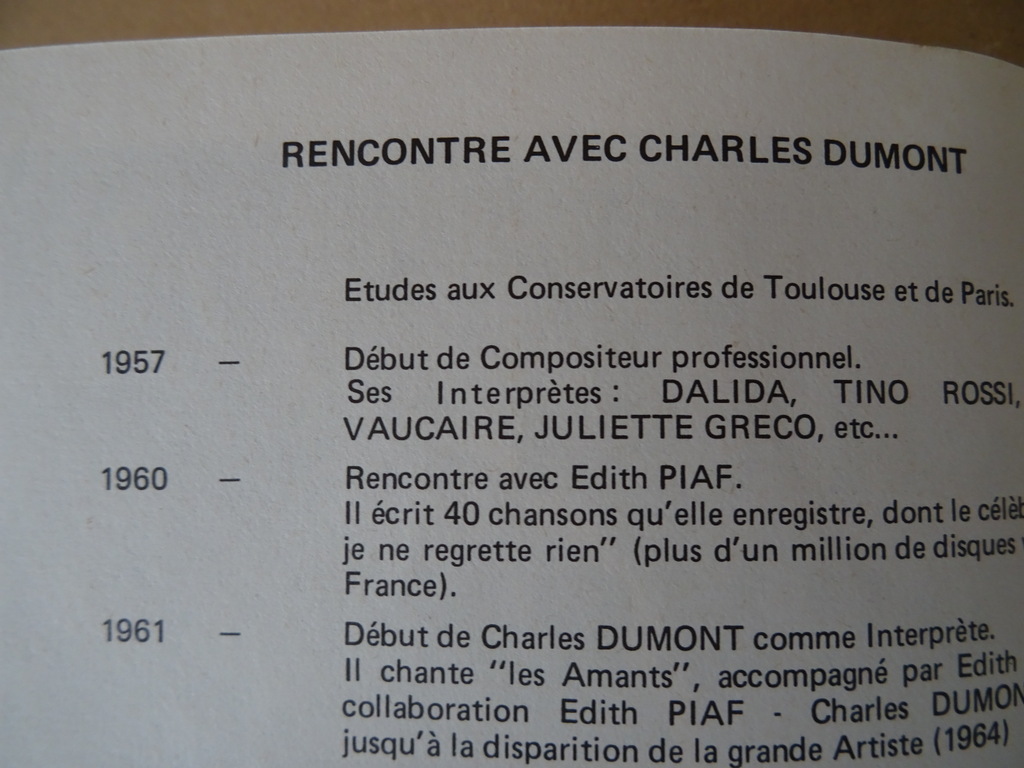 RENCONTRE AVEC CHARLES DUMONT
Etudes aux Conservatoires de Toulouse et de Paris.
1957 – Début de Compositeur professionnel.
Ses Interprètes : DALIDA, TINO ROSSI,
VAUCAIRE, JULIETTE GRECO, etc...
1960 – Rencontre avec Edith PIAF.
Il écrit 40 chansons qu'elle enregistre, dont le
je ne regrette rien" (plus d'un million de disques
France).
1961 – Début de Charles DUMONT comme Interprète.
Il chante "les Amants", accompagné par Edith
collaboration Edith PIAF - Charles
jusqu'à la disparition de la grande Artiste (1964)